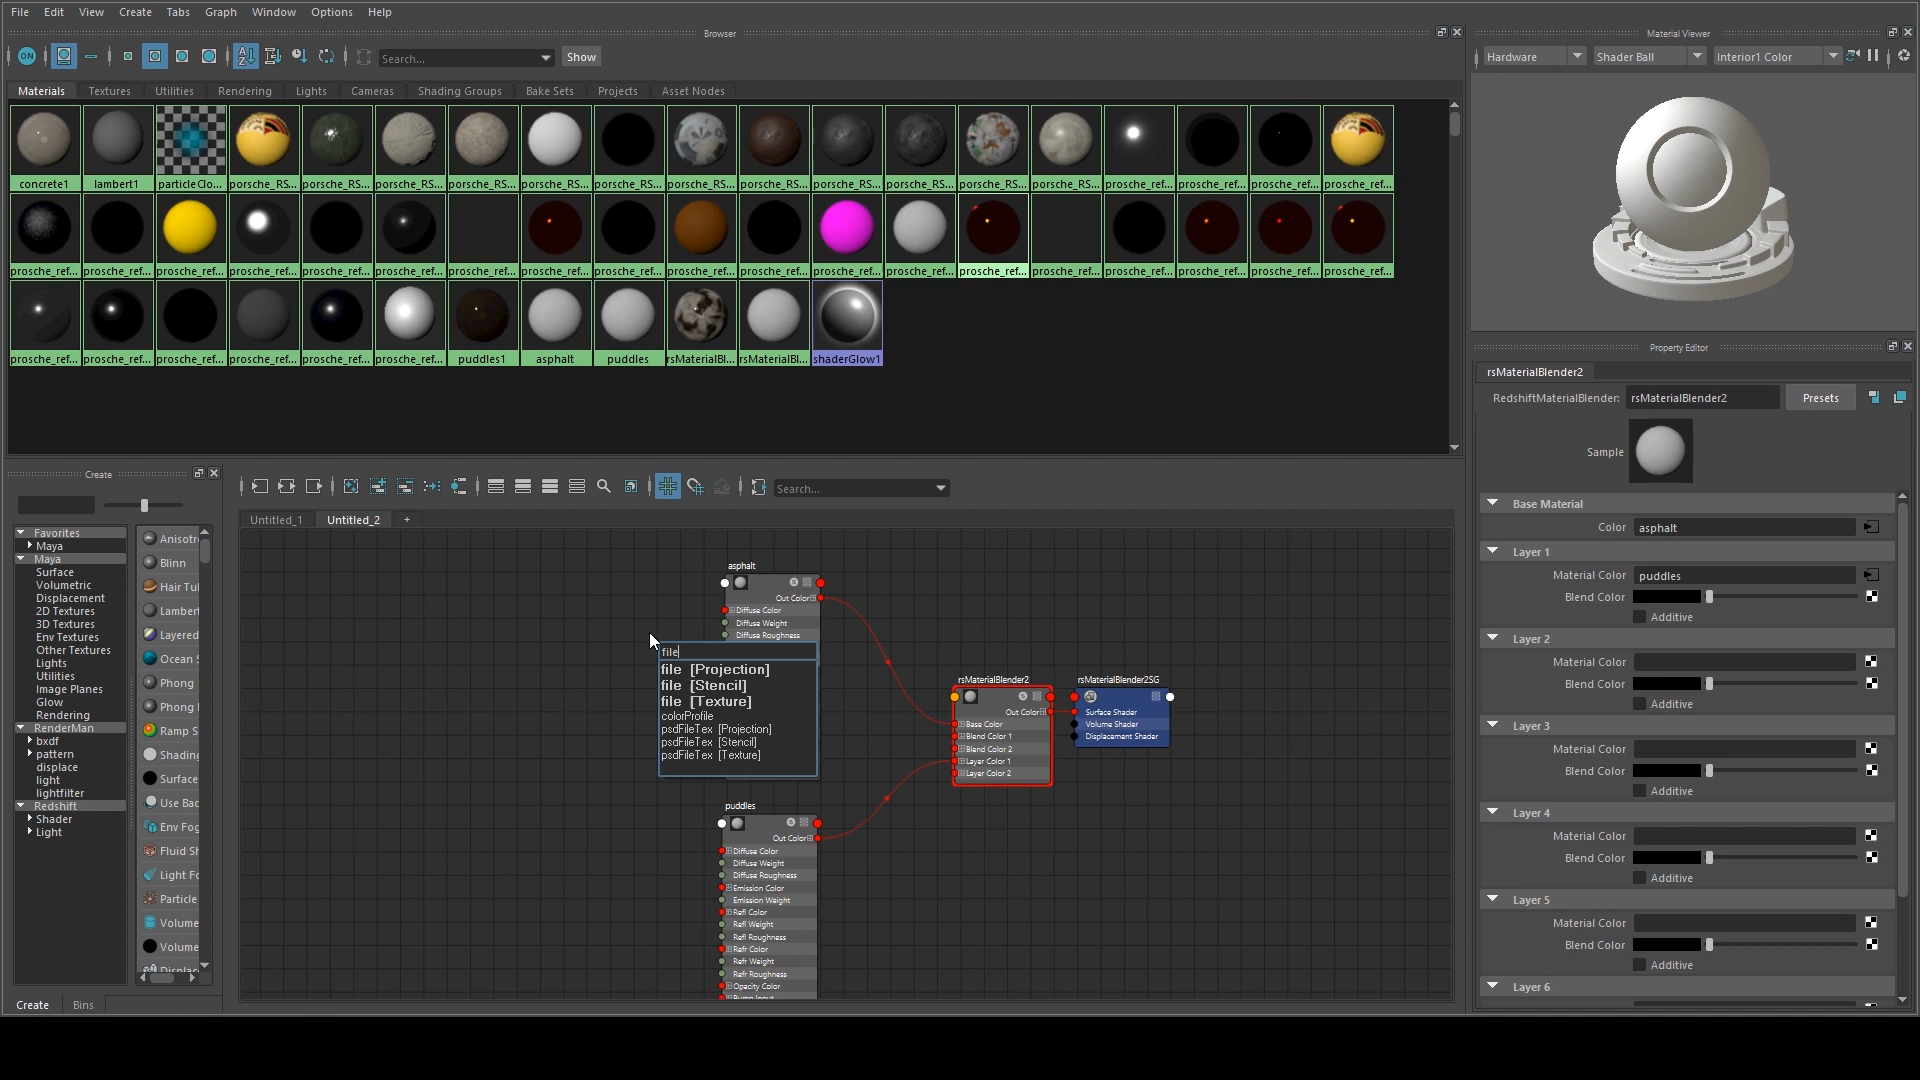 File Edit View Create Tabs Graph Window Options Help
Browser
ON Search... Show
Materials Textures Utilities Rendering Lights Cameras Shading Groups Bake Sets Projects Asset Nodes
concrete1 lambert1 particleClo... porsche_RS... porsche_RS... porsche_RS... porsche_RS... porsche_RS... porsche_RS... porsche_RS... porsche_RS... porsche_RS... porsche_RS... porsche_RS... porsche_RS... prosche_ref... prosche_ref... prosche_ref... prosche_ref...
prosche_ref... prosche_ref... prosche_ref... prosche_ref... prosche_ref... prosche_ref... prosche_ref... prosche_ref... prosche_ref... prosche_ref... prosche_ref... prosche_ref... prosche_ref... prosche_ref... prosche_ref... prosche_ref... prosche_ref... prosche_ref... prosche_ref...
prosche_ref... prosche_ref... prosche_ref... prosche_ref... prosche_ref... prosche_ref... puddles1 asphalt puddles rsMaterialBl... rsMaterialBl... shaderGlow1
Create
Favorites
Maya
Maya
Surface
Volumetric
Displacement
2D Textures
3D Textures
Env Textures
Other Textures
Lights
Utilities
Image Planes
Glow
Rendering
RenderMan
bxdf
pattern
displace
light
lightfilter
Redshift
Shader
Light
Anisotr
Blinn
Hair Tu
Lambert
Layered
Ocean S
Phong
Phong
Ramp S
Shading
Surface
Use Bac
Env Fog
Fluid Sh
Light Fo
Particle
Volume
Volume
Displac
Create Bins
Search...
Untitled_1 Untitled_2 +
asphalt
S
Out Color
Diffuse Color
Diffuse Weight
Diffuse Roughness
file
file [Projection]
file [Stencil]
file [Texture]
colorProfile
psdFileTex [Projection]
psdFileTex [Stencil]
psdFileTex [Texture]
puddles
S
Out Color
Diffuse Color
Diffuse Weight
Diffuse Roughness
Emission Color
Emission Weight
Refl Color
Refl Weight
Refl Roughness
Refr Color
Refr Weight
Refr Roughness
Opacity Color
Bump Input
rsMaterialBlender2
S
Out Color
Base Color
Blend Color 1
Blend Color 2
Layer Color 1
Layer Color 2
rsMaterialBlender2SG
Surface Shader
Volume Shader
Displacement Shader
Material Viewer
Hardware Shader Ball Interior1 Color
Property Editor
rsMaterialBlender2
RedshiftMaterialBlender: rsMaterialBlender2 Presets
Sample
Base Material
Color asphalt
Layer 1
Material Color puddles
Blend Color
Additive
Layer 2
Material Color
Blend Color
Additive
Layer 3
Material Color
Blend Color
Additive
Layer 4
Material Color
Blend Color
Additive
Layer 5
Material Color
Blend Color
Additive
Layer 6